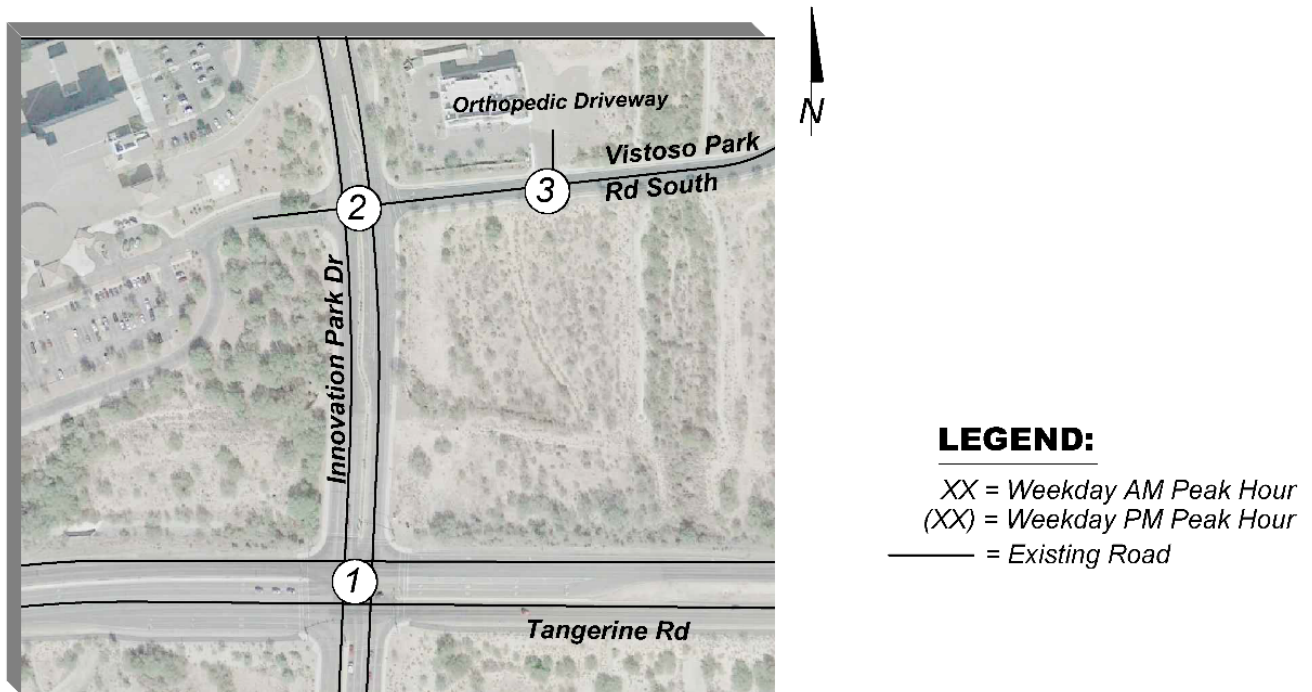 N
Orthopedic Driveway
Vistoso Park
Rd South
3
2
Innovation Park Dr
1
Tangerine Rd
LEGEND:
XX = Weekday AM Peak Hour
(XX) = Weekday PM Peak Hour
= Existing Road